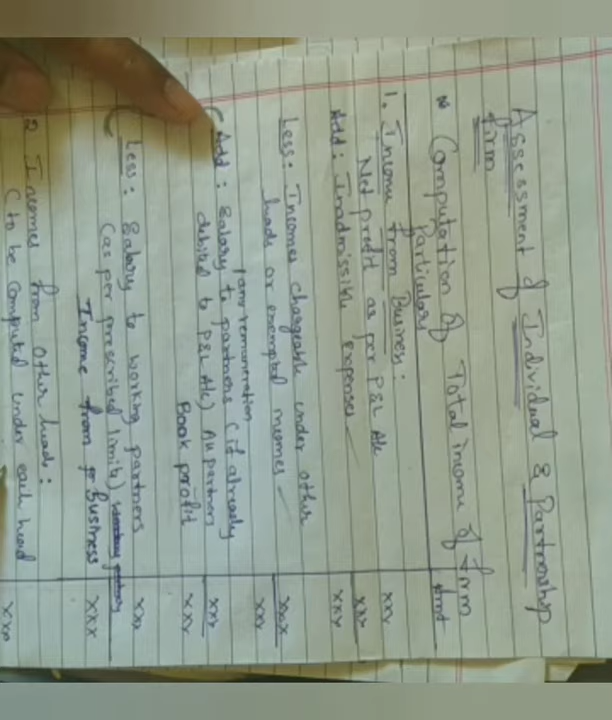 Assessment of Individual & Partnership
firm
Computation of Total income of firm
Particulars Amt
1. Income from Business:
Net profit as per P&L A/c xxx
Add: Inadmissible expenses xxx
xxx
Less: Incomes chargeable under other xxx
heads or exempted incomes xxx
/any remuneration
Add: Salary to partners (if already
debited to P&L A/c) All partners xxx
Book profit xxx
Less: Salary to working partners xxx
(as per prescribed limits)
Income from Business xxx
2 Incomes from Other heads:
(to be computed under each head xxx